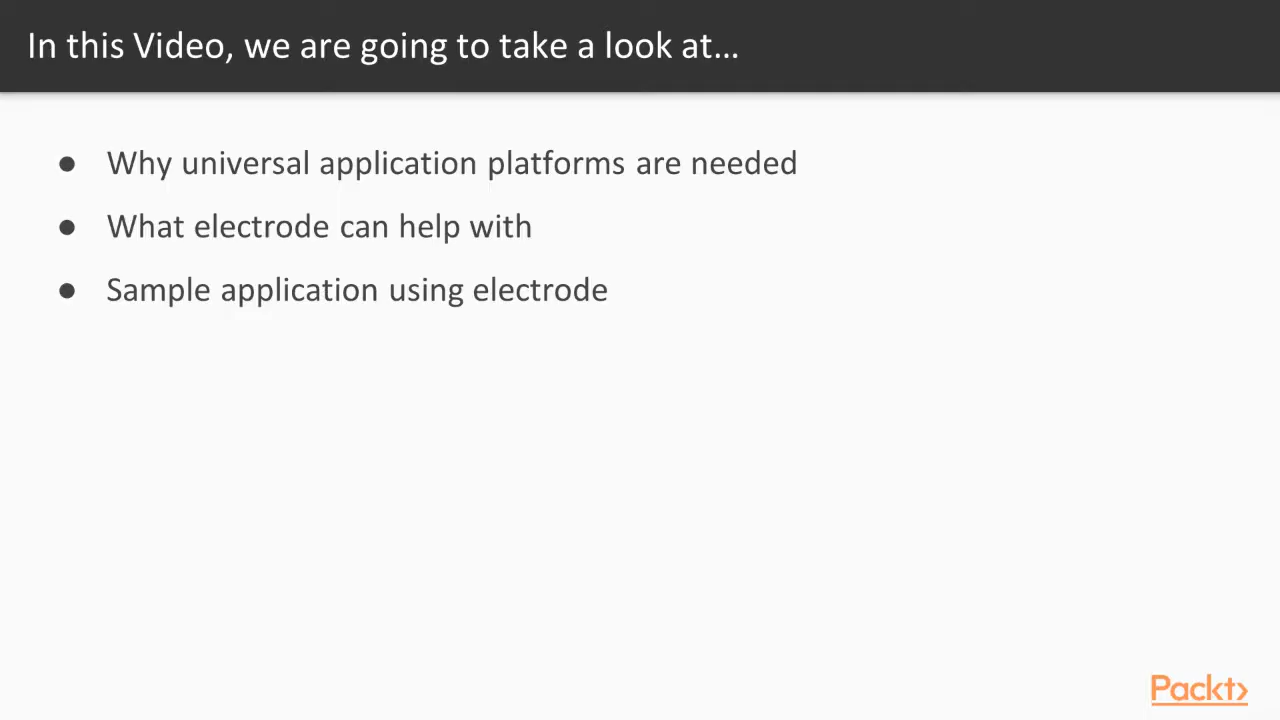 In this Video, we are going to take a look at...
● Why universal application platforms are needed
● What electrode can help with
● Sample application using electrode
Packt>